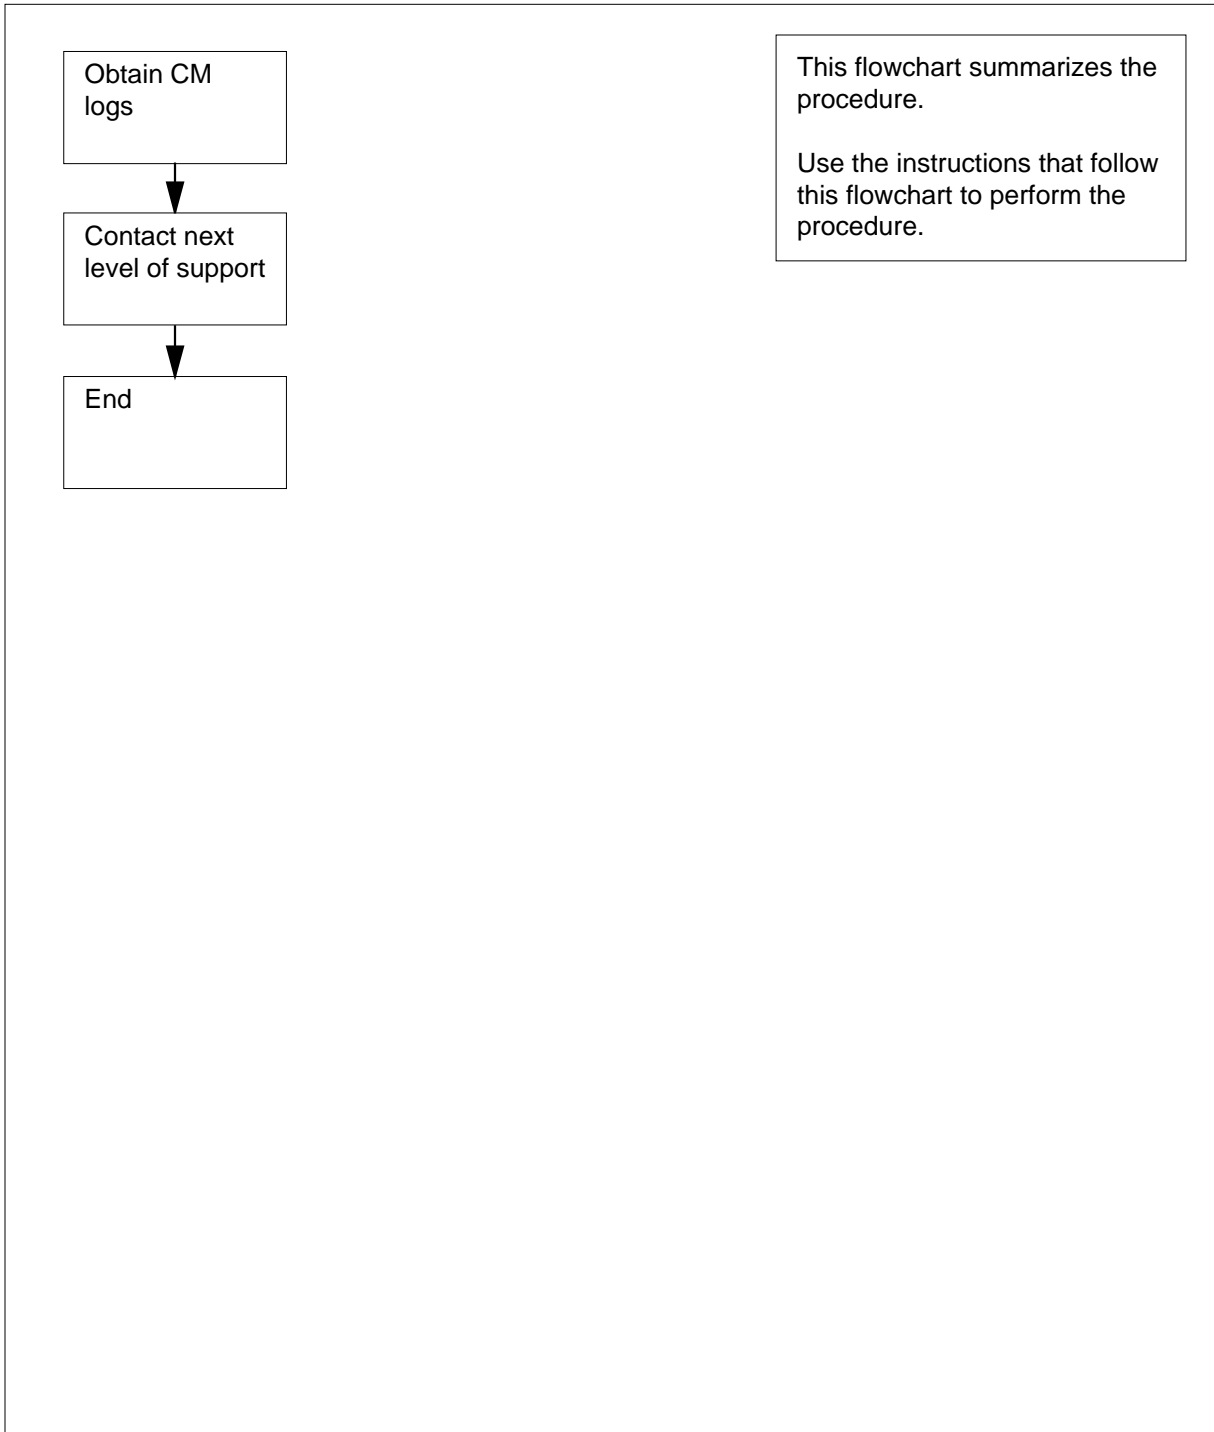 Obtain CM
logs
Contact next
level of support
End
This flowchart summarizes the
procedure.
Use the instructions that follow
this flowchart to perform the
procedure.